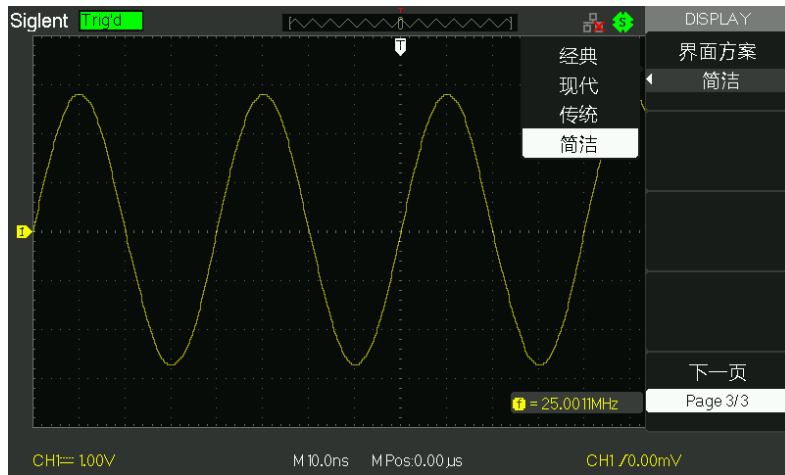 Siglent Trig'd DISPLAY
T
S
界面方案
简洁
T
经典
现代
传统
简洁
f = 25.0011MHz
下一页
Page 3/3
CH1 1.00V M 10.0ns M Pos:0.00µs CH1 / 0.00mV